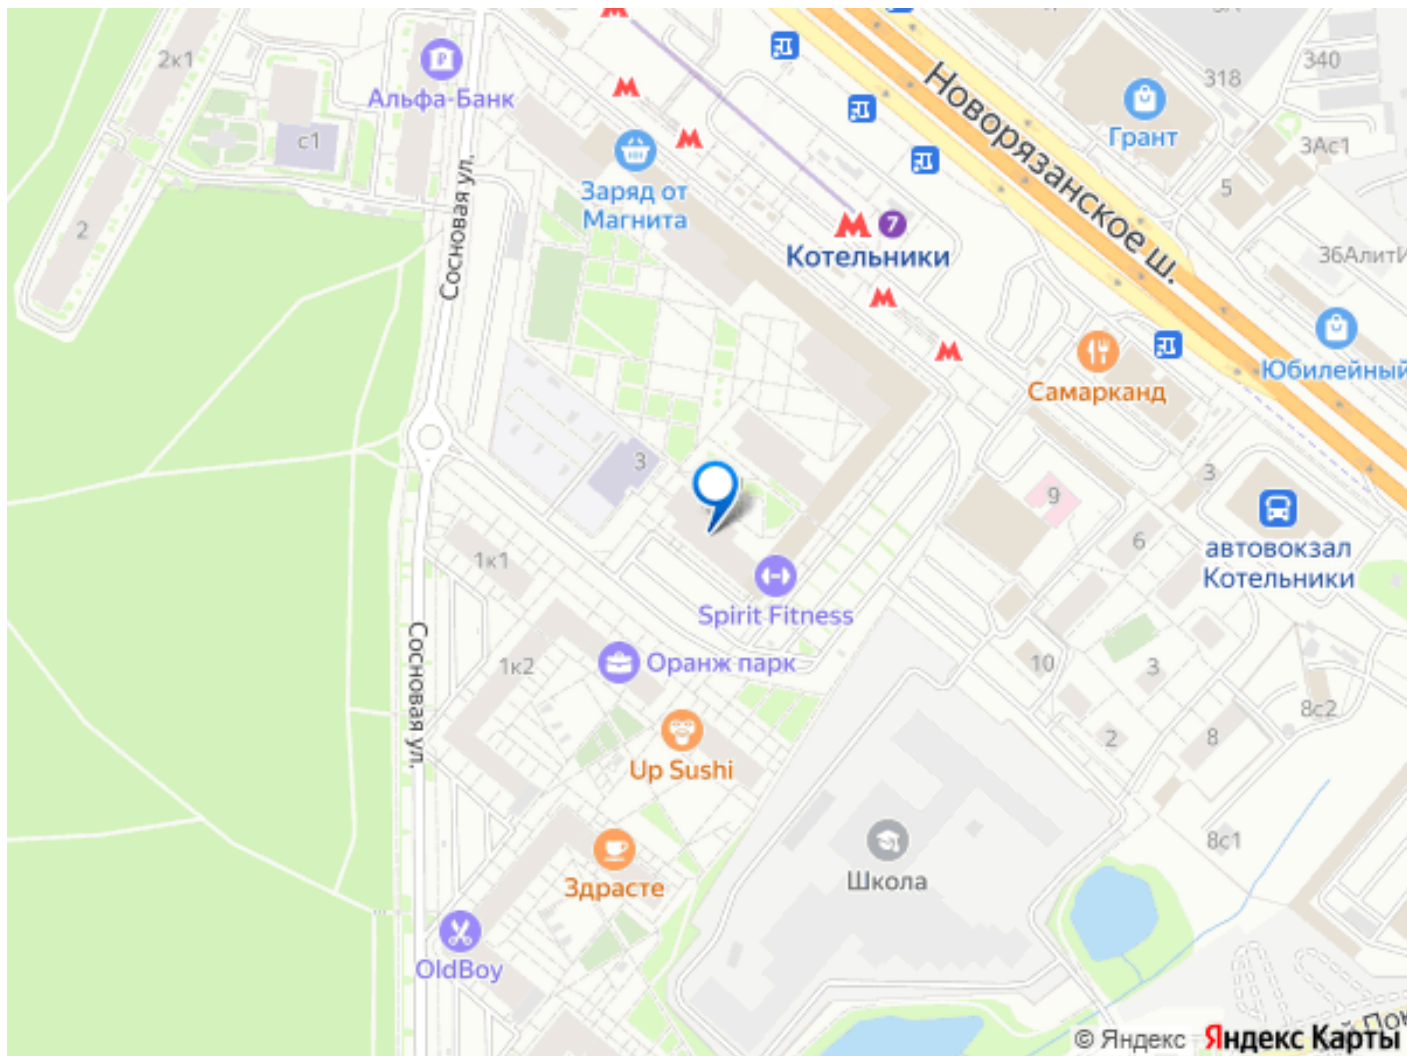 2к1
Альфа-Банк
с1
2
Сосновая ул.
Заряд от
Магнита
7
Котельники
Новорязанское ш.
318
340
Грант
3Ас1
5
Юбилейный
Самарканд
3
3
9
6
автовокзал
Котельники
1к1
Spirit Fitness
Сосновая ул.
1к2
Оранж парк
10
3
8с2
2
8
Up Sushi
8с1
Здрасте
Школа
OldBoy
© Яндекс Яндекс Карты